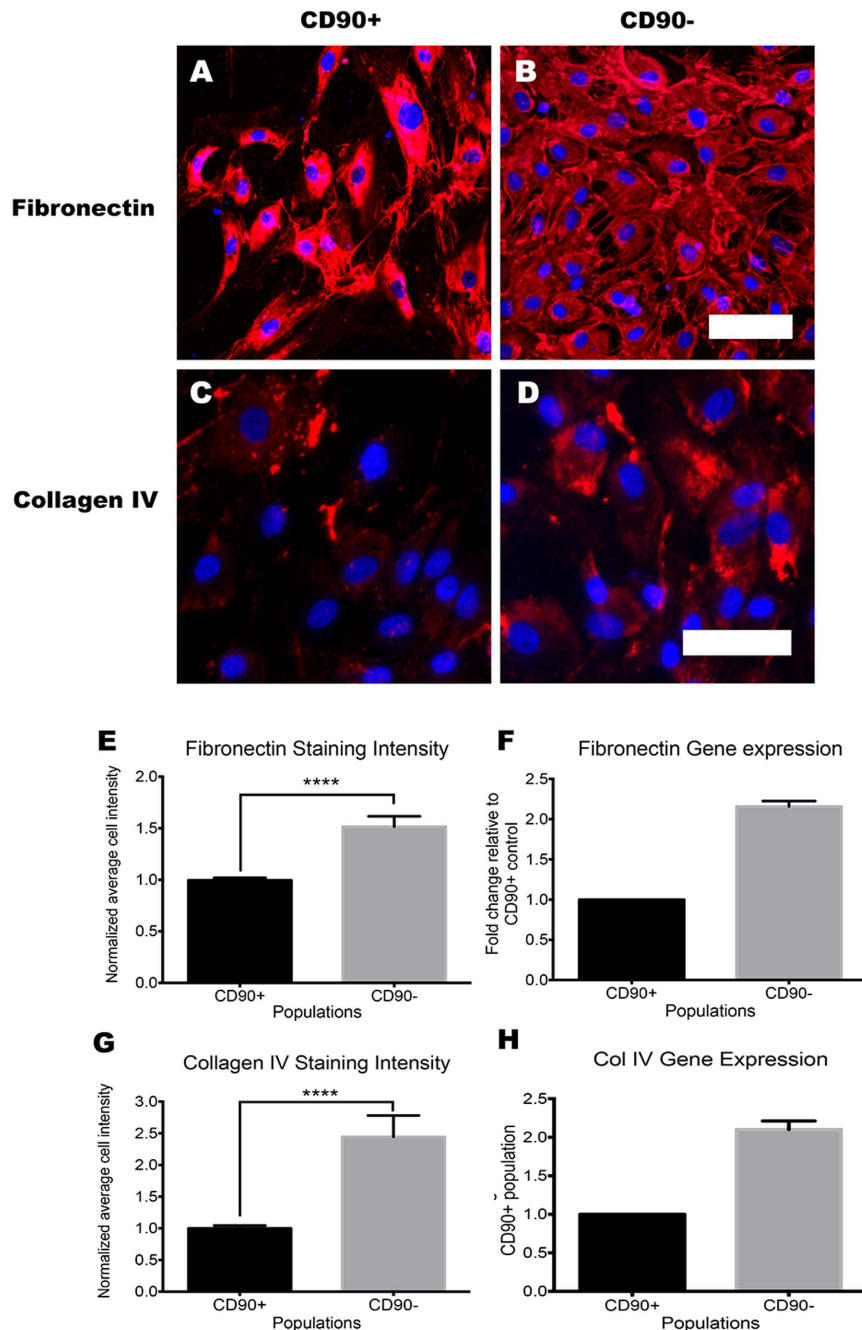 CD90+ CD90-
A B
Fibronectin
C D
Collagen IV
E Fibronectin Staining Intensity
Normalized average cell intensity
2.0
1.5
1.0
0.5
0.0
****
CD90+ CD90-
Populations
F Fibronectin Gene expression
Fold change relative to
CD90+ control
2.5
2.0
1.5
1.0
0.5
0.0
CD90+ CD90-
Populations
G Collagen IV Staining Intensity
Normalized average cell intensity
3.0
2.5
2.0
1.5
1.0
0.5
0.0
****
CD90+ CD90-
Populations
H Col IV Gene Expression
CD90+ population
2.5
2.0
1.5
1.0
0.5
0.0
CD90+ CD90-
Populations